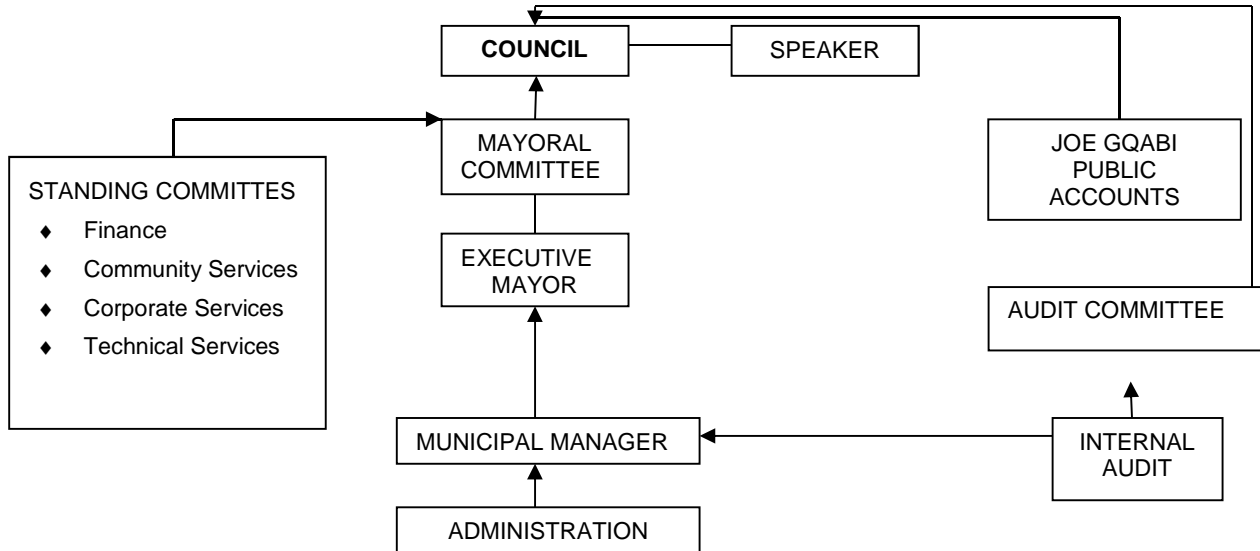 COUNCIL
SPEAKER
MAYORAL
COMMITTEE
JOE GQABI
PUBLIC
ACCOUNTS
STANDING COMMITTES
♦ Finance
♦ Community Services
♦ Corporate Services
♦ Technical Services
EXECUTIVE
MAYOR
AUDIT COMMITTEE
MUNICIPAL MANAGER
INTERNAL
AUDIT
ADMINISTRATION